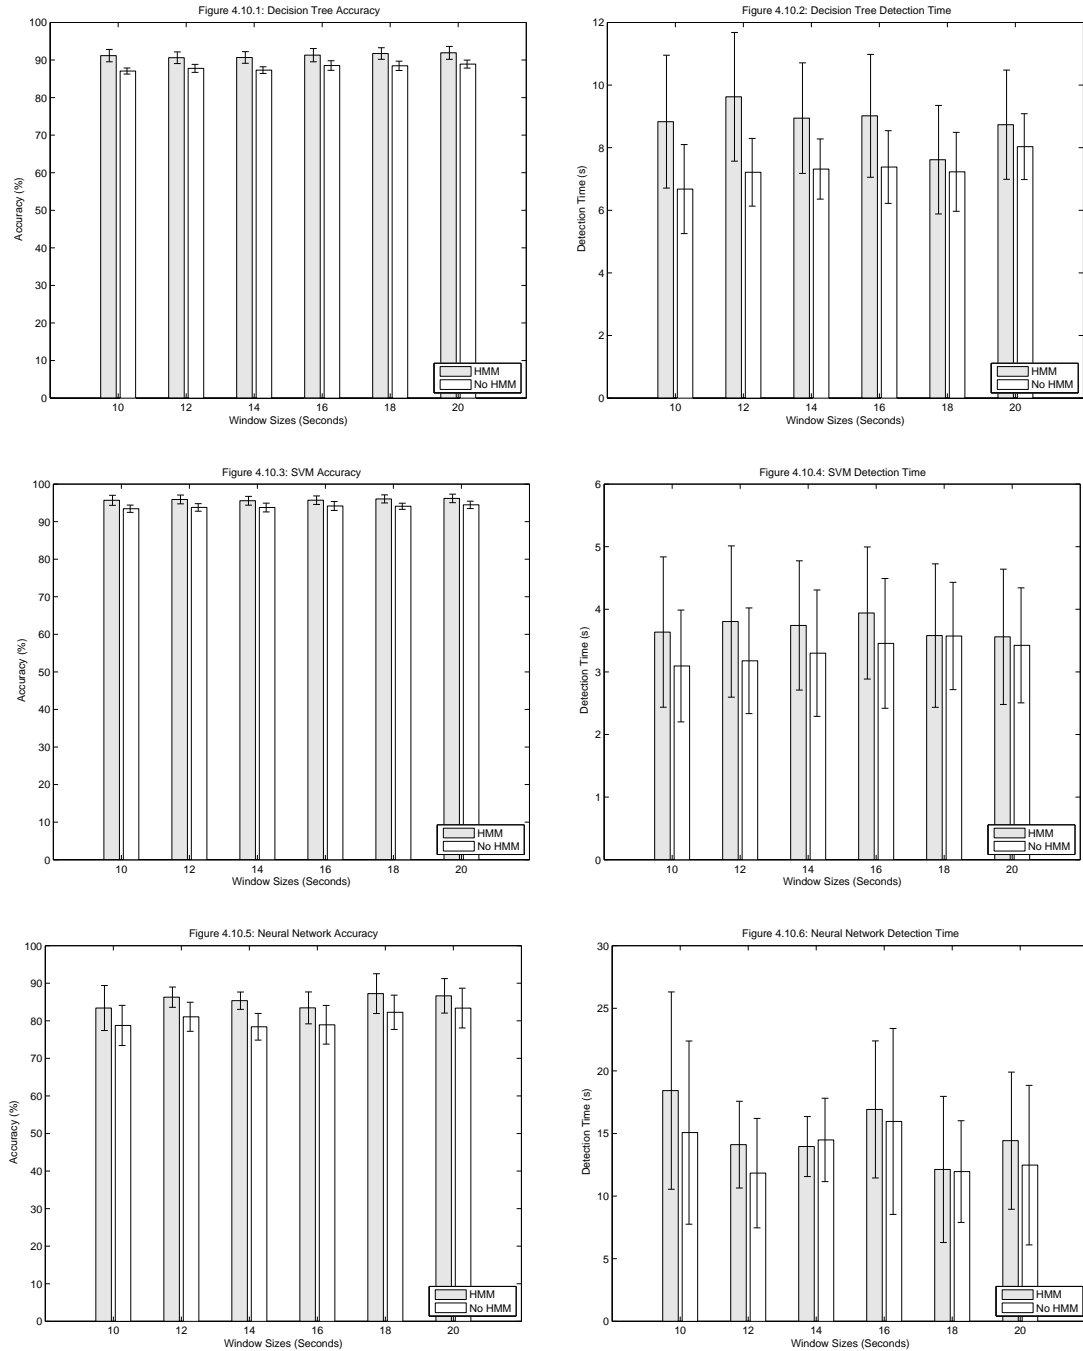 Figure 4.10.1: Decision Tree Accuracy
100
90
80
70
60
50
40
30
20
10
0
Accuracy (%)
10 12 14 16 18 20
Window Sizes (Seconds)
HMM
No HMM
Figure 4.10.2: Decision Tree Detection Time
12
10
8
6
4
2
0
Detection Time (s)
10 12 14 16 18 20
Window Sizes (Seconds)
HMM
No HMM
Figure 4.10.3: SVM Accuracy
100
90
80
70
60
50
40
30
20
10
0
Accuracy (%)
10 12 14 16 18 20
Window Sizes (Seconds)
HMM
No HMM
Figure 4.10.4: SVM Detection Time
6
5
4
3
2
1
0
Detection Time (s)
10 12 14 16 18 20
Window Sizes (Seconds)
HMM
No HMM
Figure 4.10.5: Neural Network Accuracy
100
90
80
70
60
50
40
30
20
10
0
Accuracy (%)
10 12 14 16 18 20
Window Sizes (Seconds)
HMM
No HMM
Figure 4.10.6: Neural Network Detection Time
30
25
20
15
10
5
0
Detection Time (s)
10 12 14 16 18 20
Window Sizes (Seconds)
HMM
No HMM